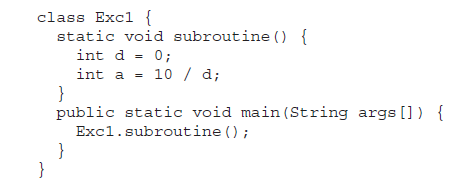 class Exc1 {
static void subroutine() {
int d = 0;
int a = 10 / d;
}
public static void main(String args[]) {
Exc1.subroutine();
}
}